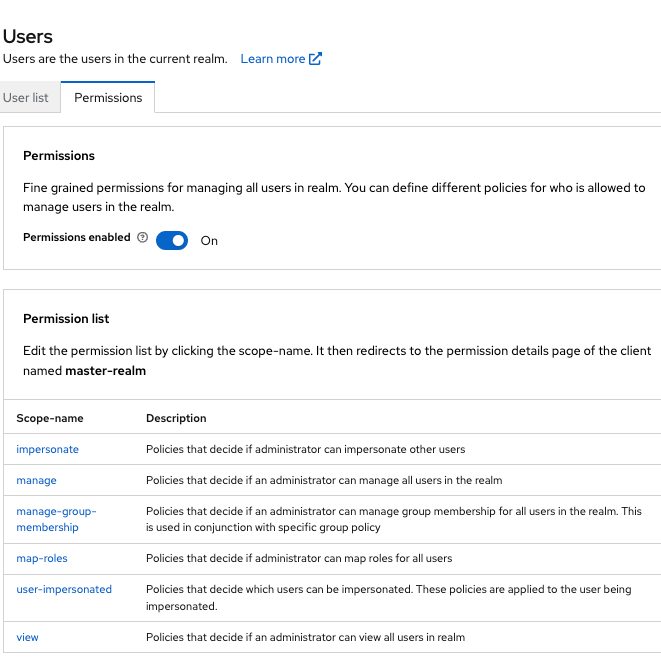 Users
Users are the users in the current realm. Learn more
User list Permissions
Permissions
Fine grained permissions for managing all users in realm. You can define different policies for who is allowed to
manage users in the realm.
Permissions enabled On
Permission list
Edit the permission list by clicking the scope-name. It then redirects to the permission details page of the client
named master-realm
Scope-name Description
impersonate Policies that decide if administrator can impersonate other users
manage Policies that decide if an administrator can manage all users in the realm
manage-group-
membership
Policies that decide if an administrator can manage group membership for all users in the realm. This
is used in conjunction with specific group policy
map-roles Policies that decide if administrator can map roles for all users
user-impersonated Policies that decide which users can be impersonated. These policies are applied to the user being
impersonated.
view Policies that decide if an administrator can view all users in realm